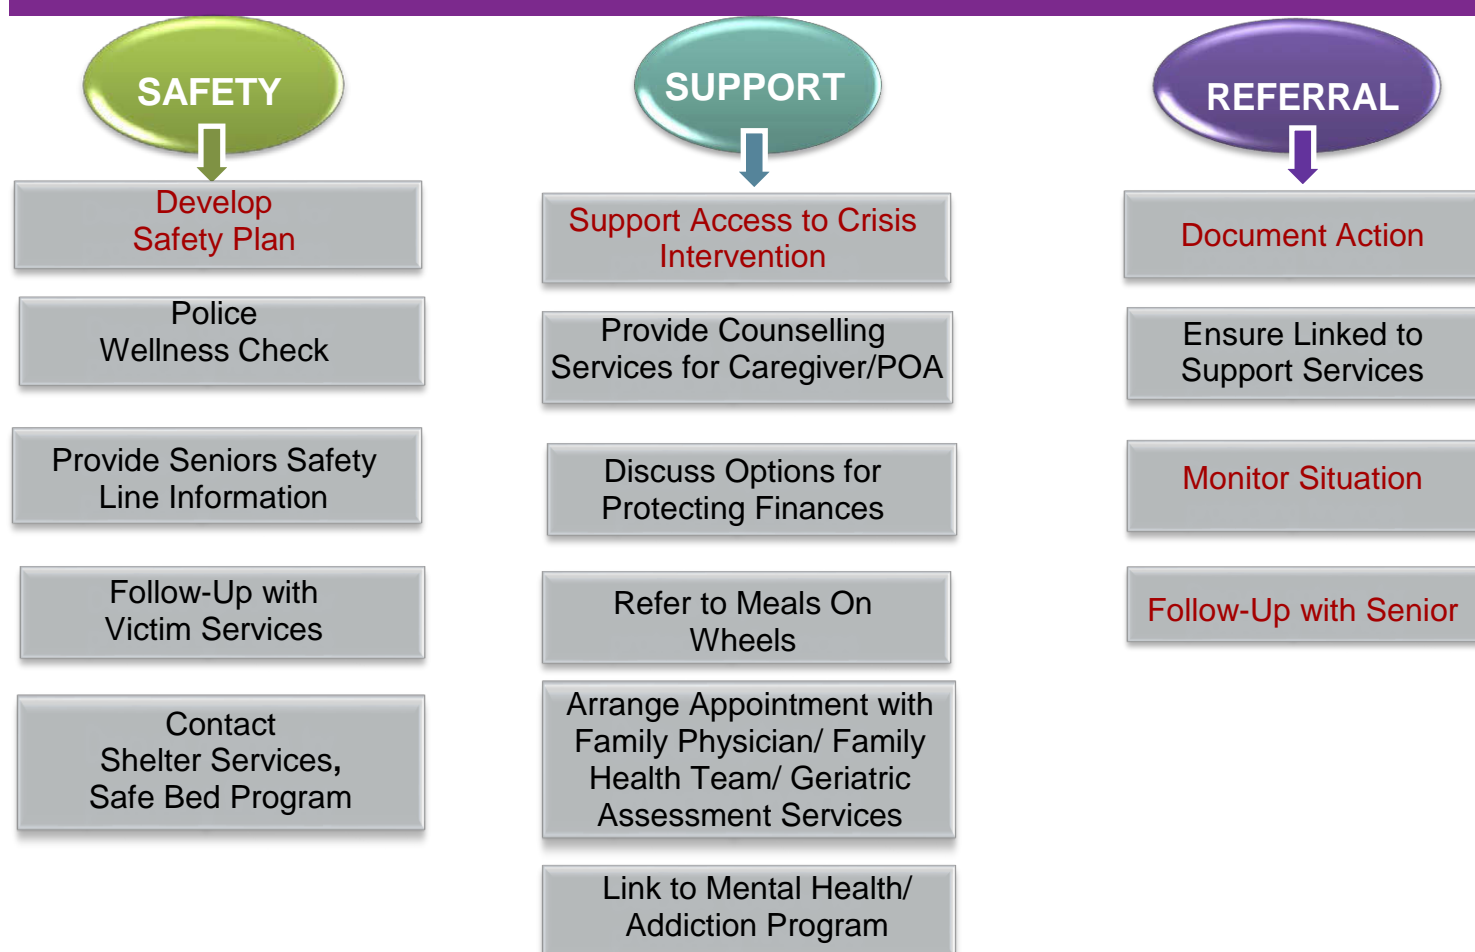 SAFETY
Develop
Safety Plan
Police
Wellness Check
Provide Seniors Safety
Line Information
Follow-Up with
Victim Services
Contact
Shelter Services,
Safe Bed Program
SUPPORT
Support Access to Crisis
Intervention
Provide Counselling
Services for Caregiver/POA
Discuss Options for
Protecting Finances
Refer to Meals On
Wheels
Arrange Appointment with
Family Physician/ Family
Health Team/ Geriatric
Assessment Services
Link to Mental Health/
Addiction Program
REFERRAL
Document Action
Ensure Linked to
Support Services
Monitor Situation
Follow-Up with Senior